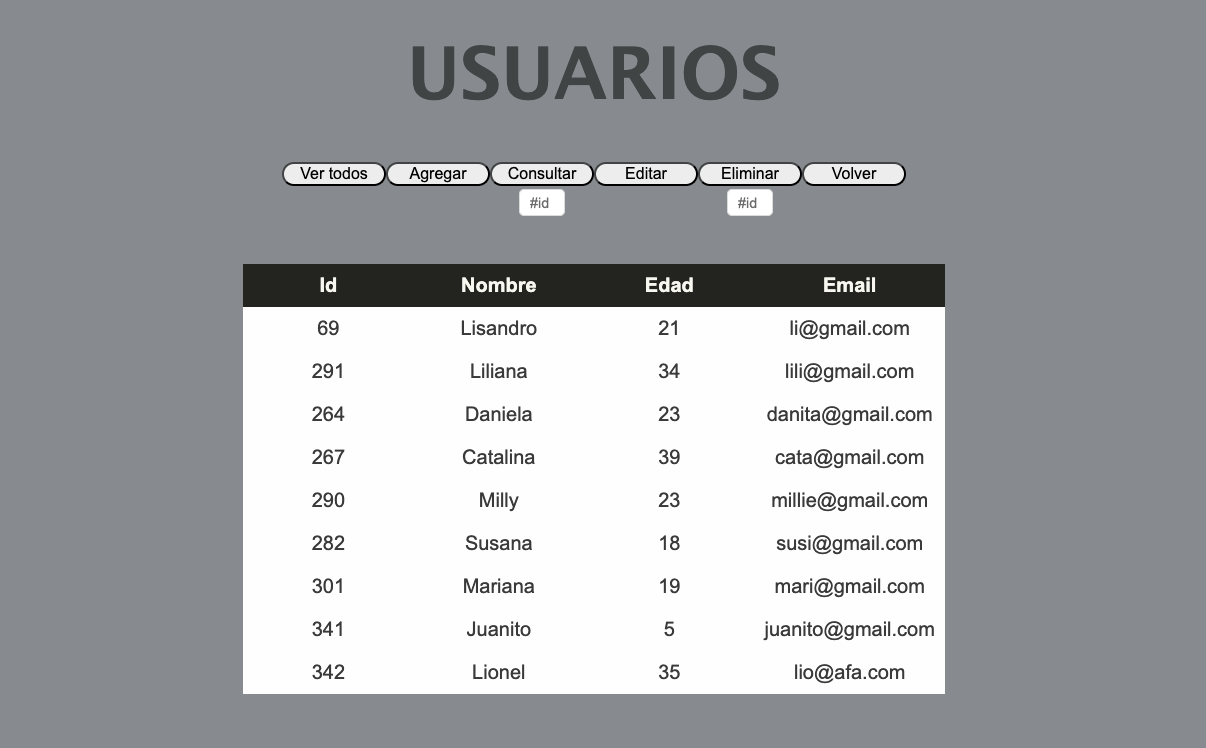 USUARIOS
Ver todos Agregar Consultar Editar Eliminar Volver
#id #id
Id Nombre Edad Email
69 Lisandro 21 li@gmail.com
291 Liliana 34 lili@gmail.com
264 Daniela 23 danita@gmail.com
267 Catalina 39 cata@gmail.com
290 Milly 23 millie@gmail.com
282 Susana 18 susi@gmail.com
301 Mariana 19 mari@gmail.com
341 Juanito 5 juanito@gmail.com
342 Lionel 35 lio@afa.com